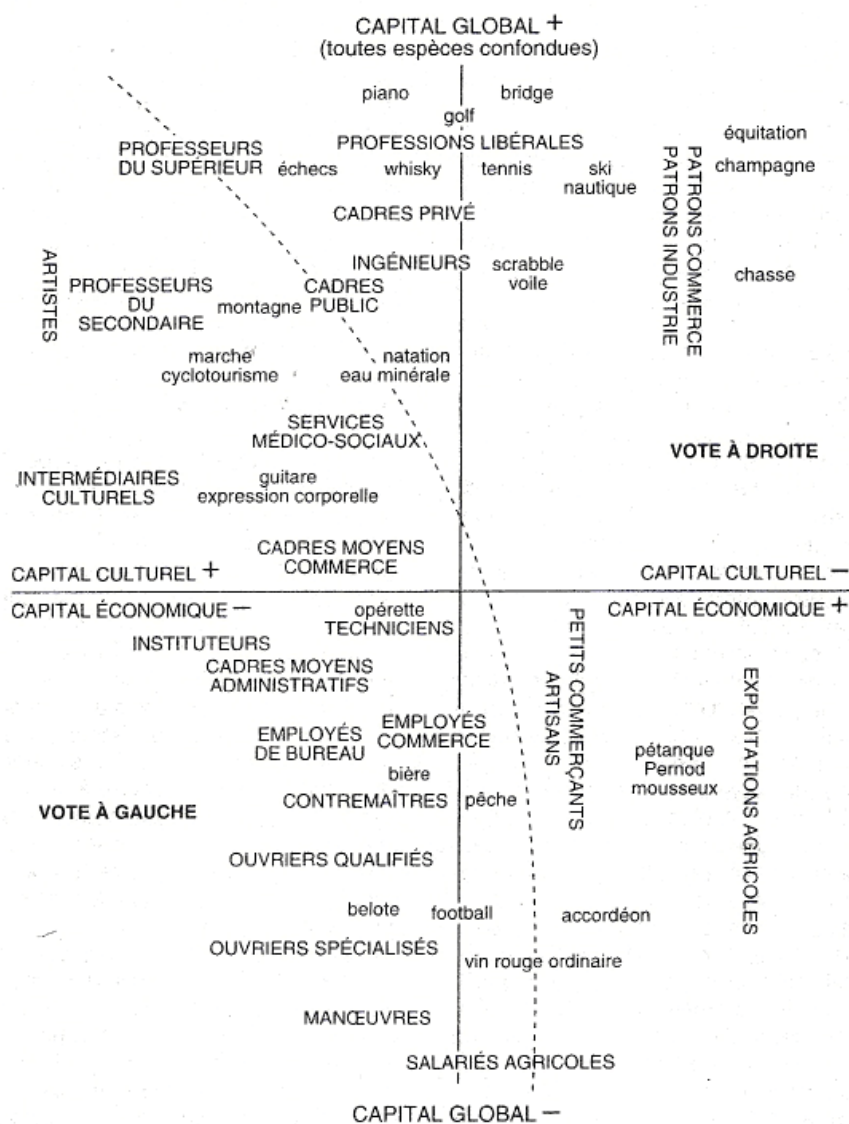 CAPITAL GLOBAL +
(toutes espèces confondues)
piano
bridge
golf
équitation
PROFESSIONS LIBÉRALES
PROFESSEURS
DU SUPÉRIEUR
échecs
whisky
tennis
ski
nautique
champagne
PATRONS COMMERCE
PATRONS INDUSTRIE
CADRES PRIVÉ
ARTISTES
INGÉNIEURS
scrabble
voile
chasse
PROFESSEURS
DU
SECONDAIRE
montagne
CADRES
PUBLIC
marche
cyclotourisme
natation
eau minérale
SERVICES
MÉDICO-SOCIAUX
VOTE À DROITE
INTERMÉDIAIRES
CULTURELS
guitare
expression corporelle
CADRES MOYENS
COMMERCE
CAPITAL CULTUREL +
CAPITAL CULTUREL −
CAPITAL ÉCONOMIQUE −
CAPITAL ÉCONOMIQUE +
opérette
TECHNICIENS
INSTITUTEURS
CADRES MOYENS
ADMINISTRATIFS
PETITS COMMERÇANTS
ARTISANS
EXPLOITATIONS AGRICOLES
EMPLOYÉS
DE BUREAU
EMPLOYÉS
COMMERCE
pétanque
Pernod
mousseux
bière
CONTREMAÎTRES
pêche
VOTE À GAUCHE
OUVRIERS QUALIFIÉS
belote
football
accordéon
OUVRIERS SPÉCIALISÉS
vin rouge ordinaire
MANŒUVRES
SALARIÉS AGRICOLES
CAPITAL GLOBAL −